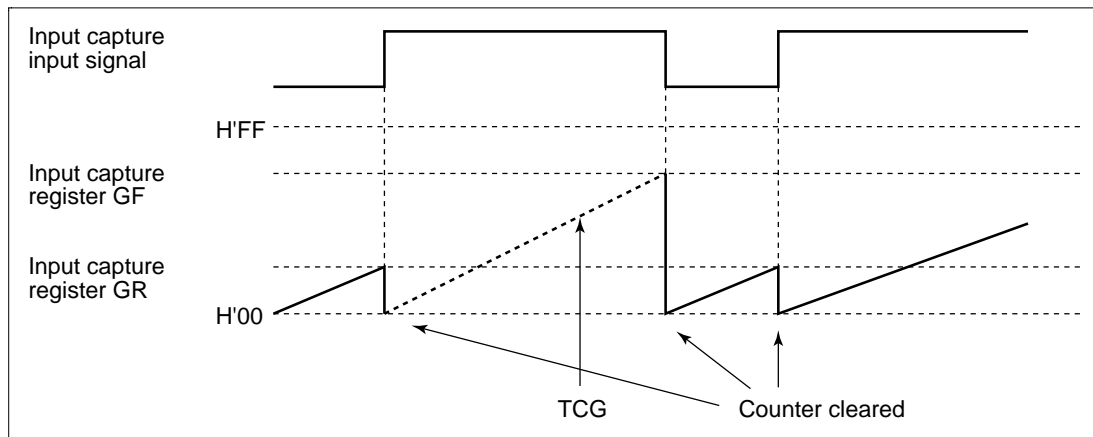 Input capture
input signal
H'FF
Input capture
register GF
Input capture
register GR
H'00
TCG
Counter cleared